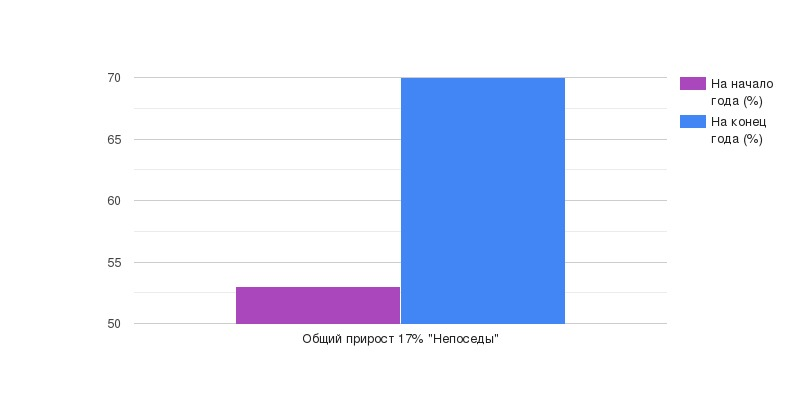 70
65
60
55
50
Общий прирост 17% "Непоседы"
На начало
года (%)
На конец
года (%)